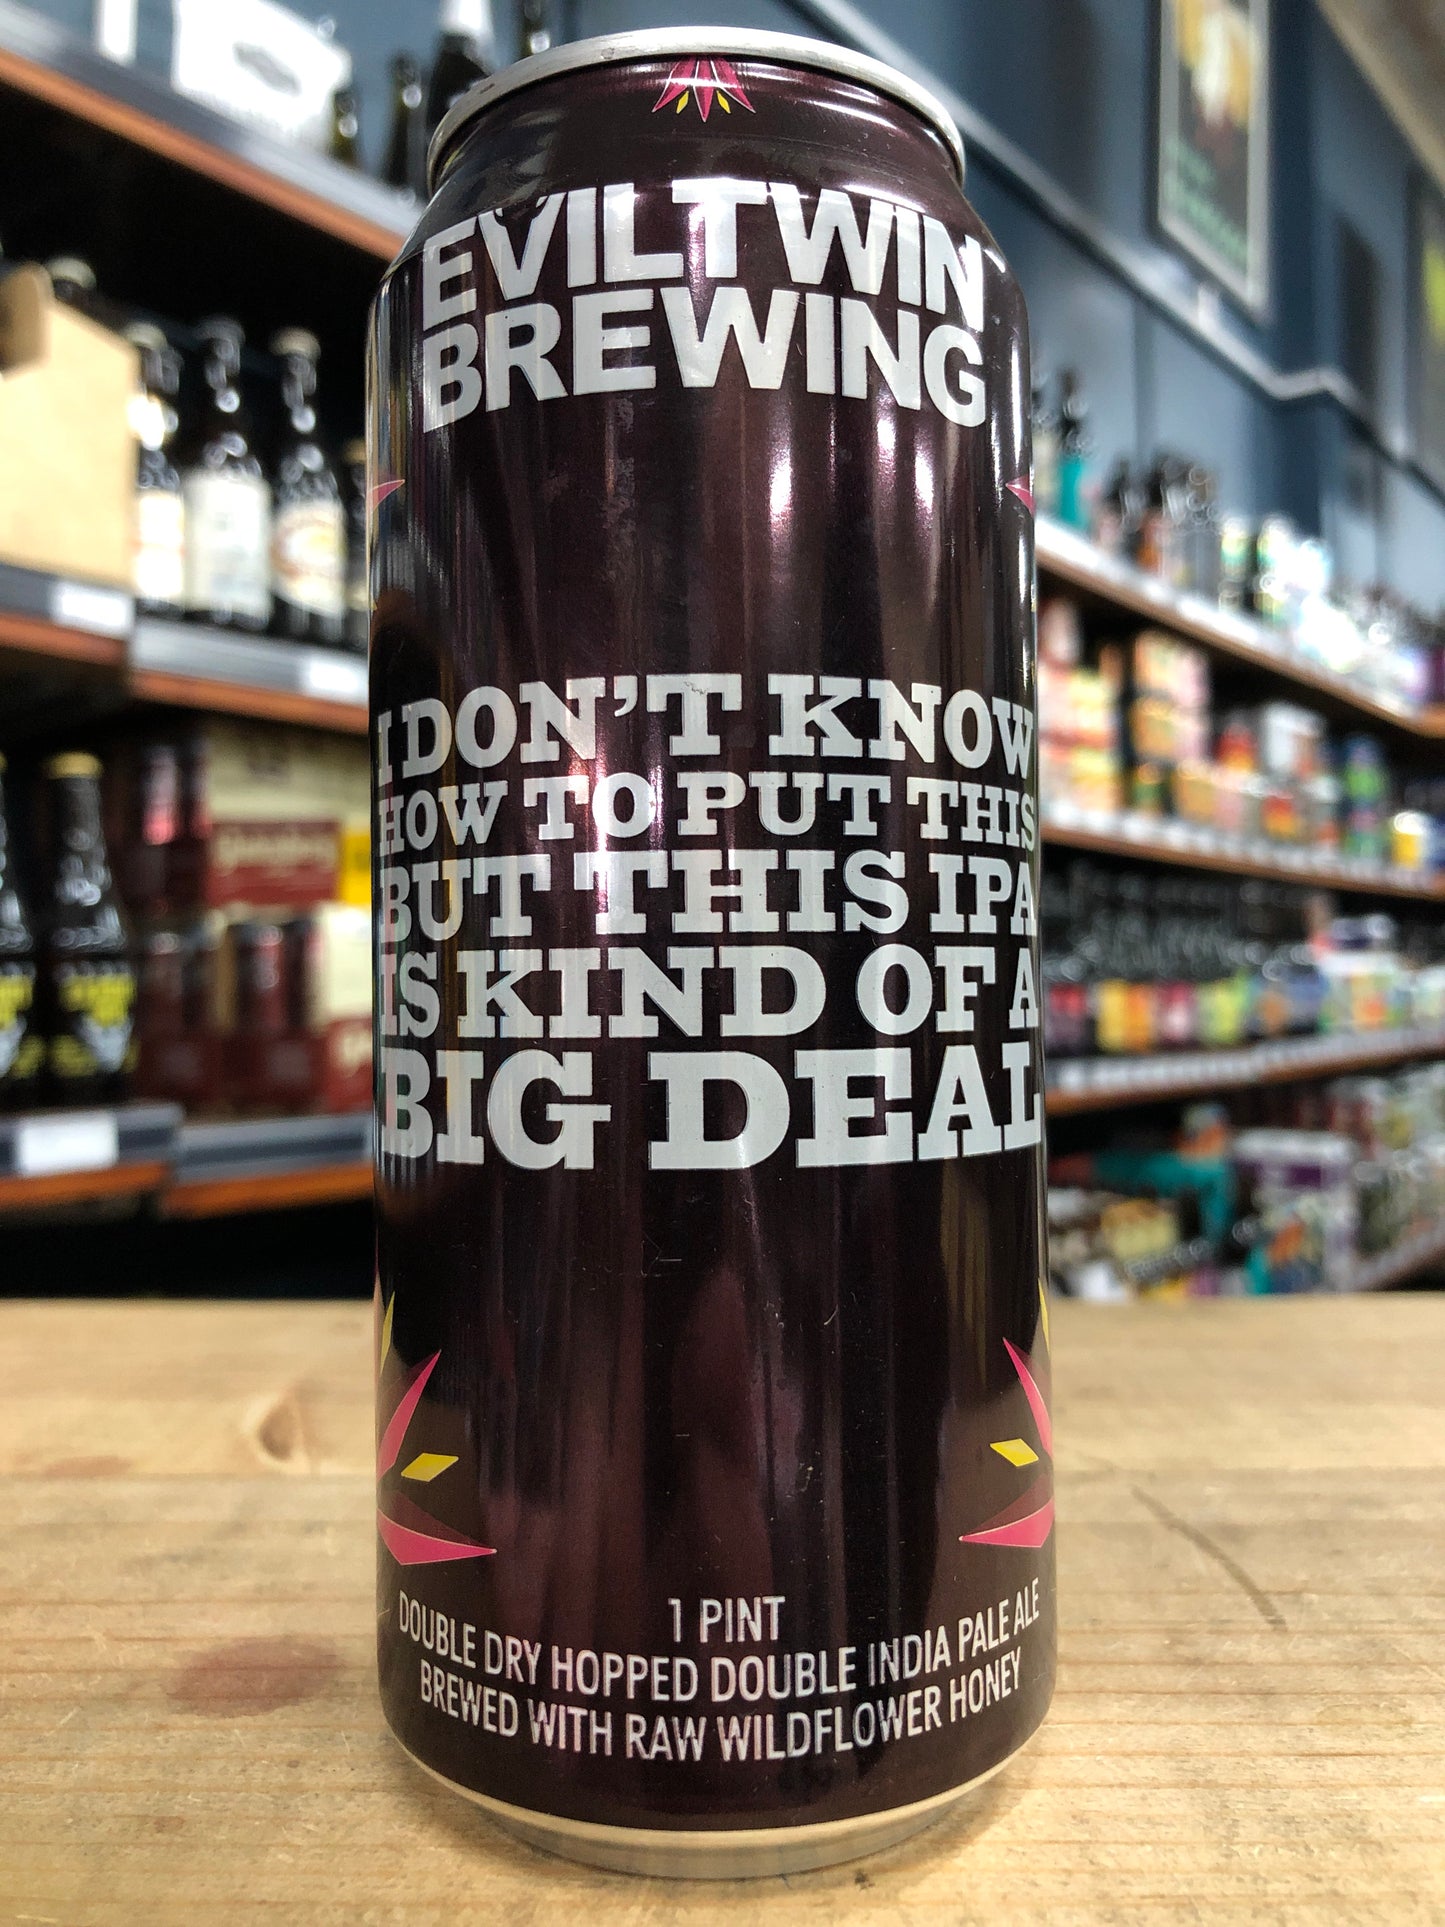 EVILTWIN
BREWING
I DON'T KNOW
HOW TO PUT THIS
BUT THIS IPA
IS KIND OF A
BIG DEAL
1 PINT
DOUBLE DRY HOPPED DOUBLE INDIA PALE ALE
BREWED WITH RAW WILDFLOWER HONEY